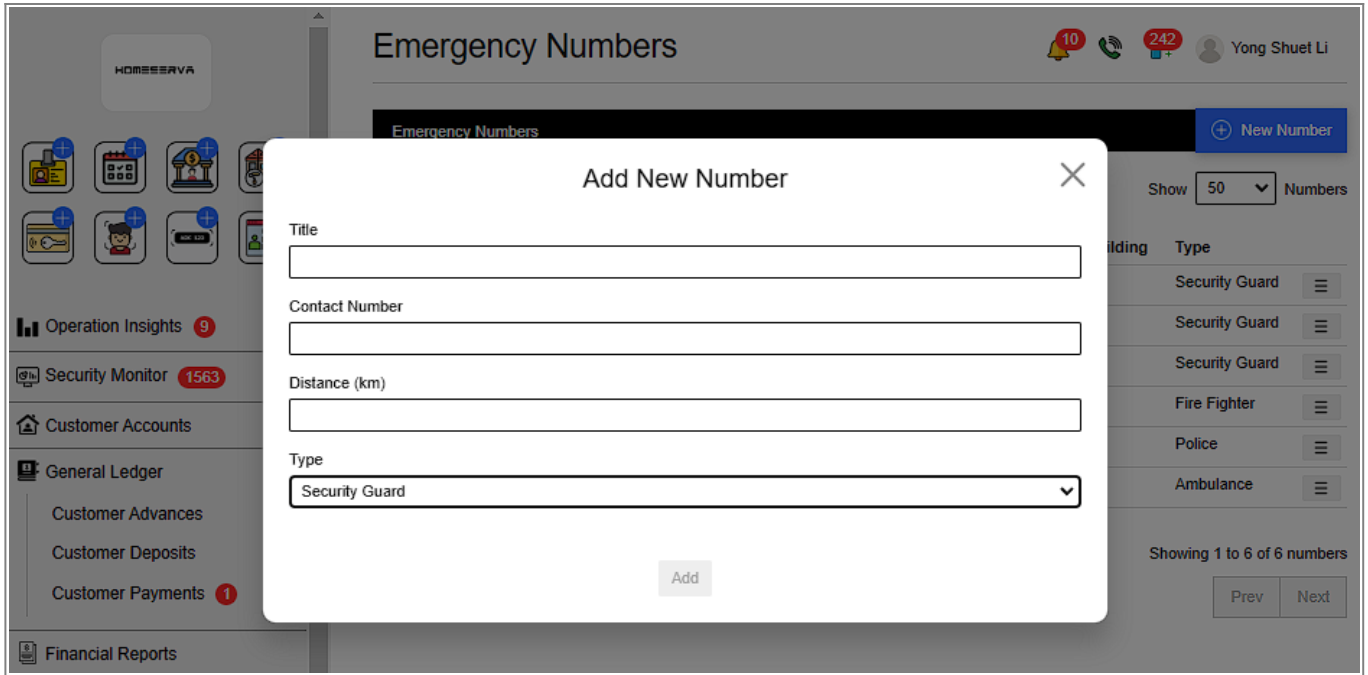 HOMESERVA
Emergency Numbers
10
242
Yong Shuet Li
Emergency Numbers
New Number
Show 50 Numbers
Add New Number
Title
Contact Number
Distance (km)
Type
Security Guard
Add
ilding Type
Security Guard
Security Guard
Security Guard
Fire Fighter
Police
Ambulance
Showing 1 to 6 of 6 numbers
Prev Next
Operation Insights 9
Security Monitor 1563
Customer Accounts
General Ledger
Customer Advances
Customer Deposits
Customer Payments 1
Financial Reports